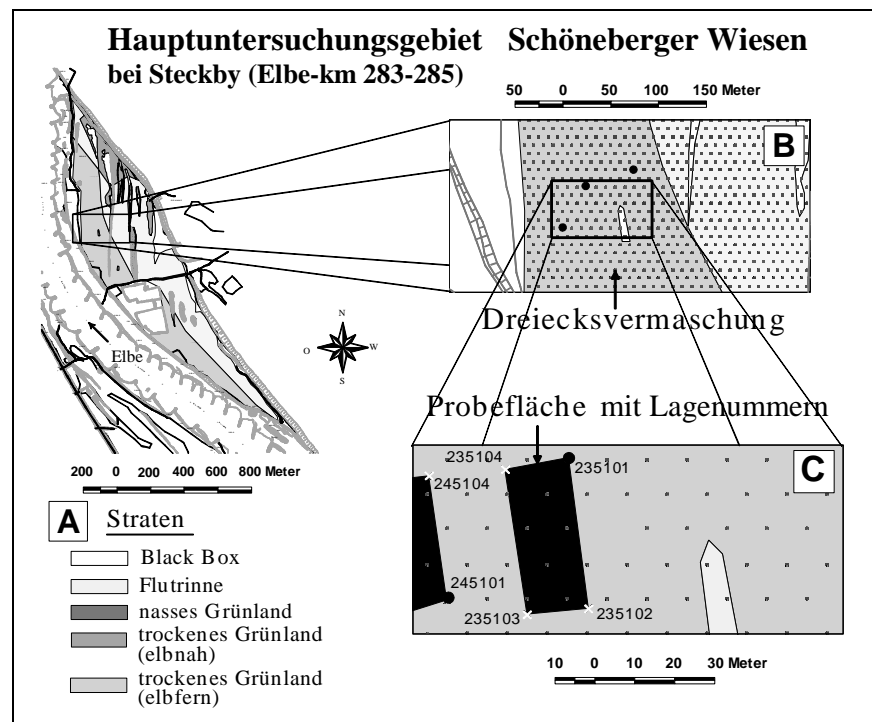 Hauptuntersuchungsgebiet Schöneberger Wiesen
bei Steckby (Elbe-km 283-285)
50 0 50 100 150 Meter
B
Dreiecksvermaschung
N
O W
S
Elbe
Probefläche mit Lagenummern
200 0 200 400 600 800 Meter
A Straten
Black Box
Flutrinne
nasses Grünland
trockenes Grünland
(elbnah)
trockenes Grünland
(elbfern)
C
235104
235101
245104
245101
235103
235102
10 0 10 20 30 Meter